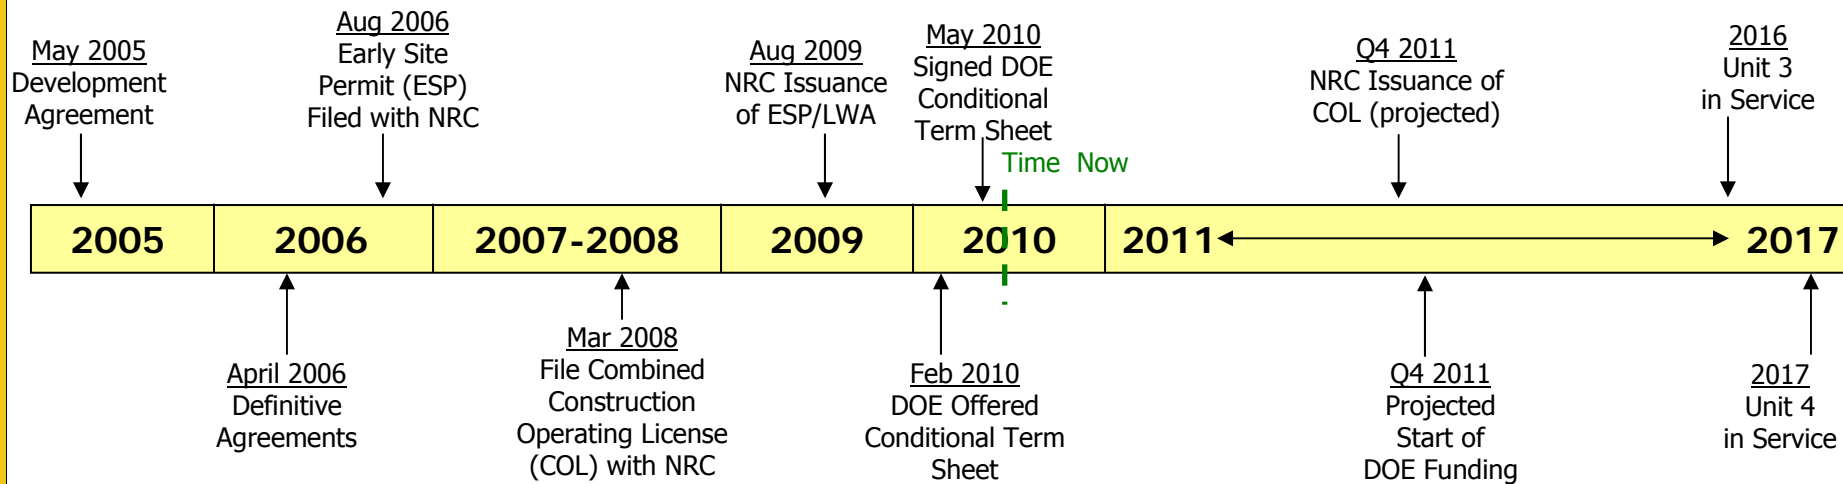 May 2005
Development
Agreement
Aug 2006
Early Site
Permit (ESP)
Filed with NRC
Aug 2009
NRC Issuance
of ESP/LWA
May 2010
Signed DOE
Conditional
Term Sheet
Time Now
Q4 2011
NRC Issuance of
COL (projected)
2016
Unit 3
in Service
2005
2006
2007-2008
2009
2010
2011
2017
April 2006
Definitive
Agreements
Mar 2008
File Combined
Construction
Operating License
(COL) with NRC
Feb 2010
DOE Offered
Conditional Term
Sheet
Q4 2011
Projected
Start of
DOE Funding
2017
Unit 4
in Service